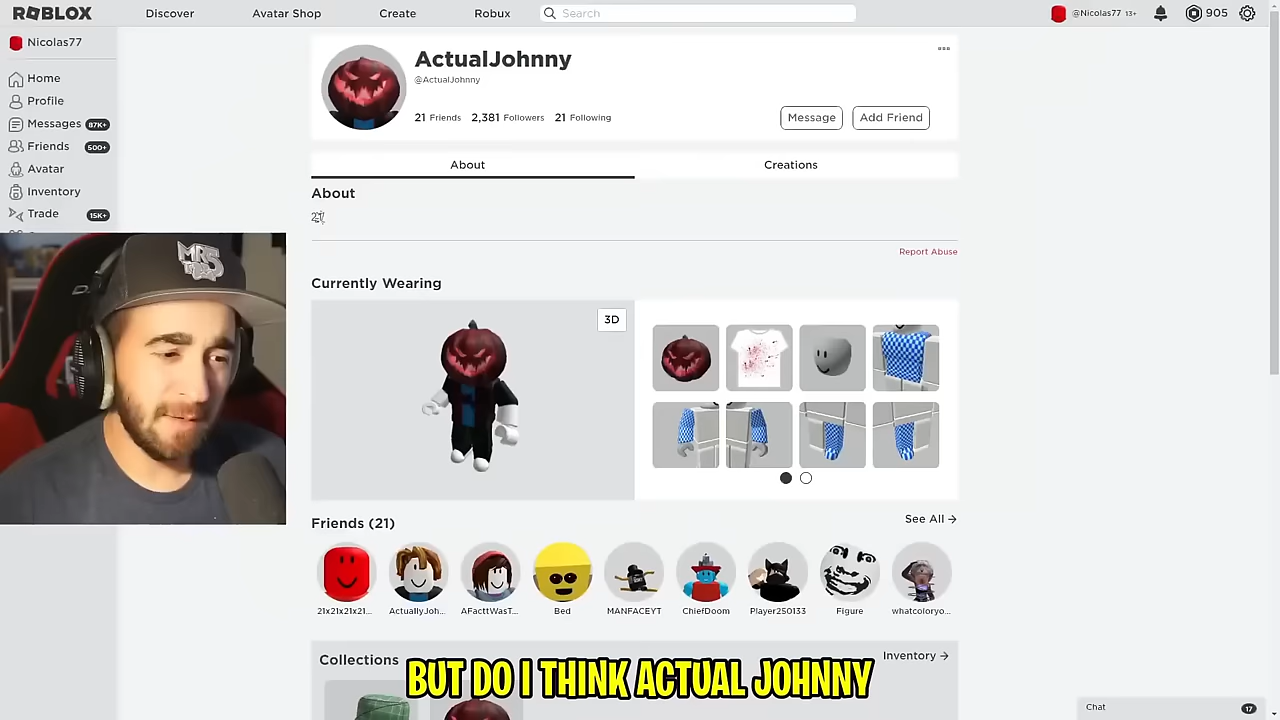 ROBLOX
Discover
Avatar Shop
Create
Robux
Search
@Nicolas77 13+
905
Nicolas77
Home
Profile
Messages 87K+
Friends 500+
Avatar
Inventory
Trade 15K+
ActualJohnny
@ActualJohnny
21 Friends 2,381 Followers 21 Following
Message
Add Friend
About
Creations
About
Report Abuse
Currently Wearing
3D
Friends (21)
See All →
21x21x21x21...
ActuallyJoh...
AFacttWasT...
Bed
MANFACEYT
ChiefDoom
Player250133
Figure
whatcoloryo...
Collections
Inventory →
BUT DO I THINK ACTUAL JOHNNY
Chat
17